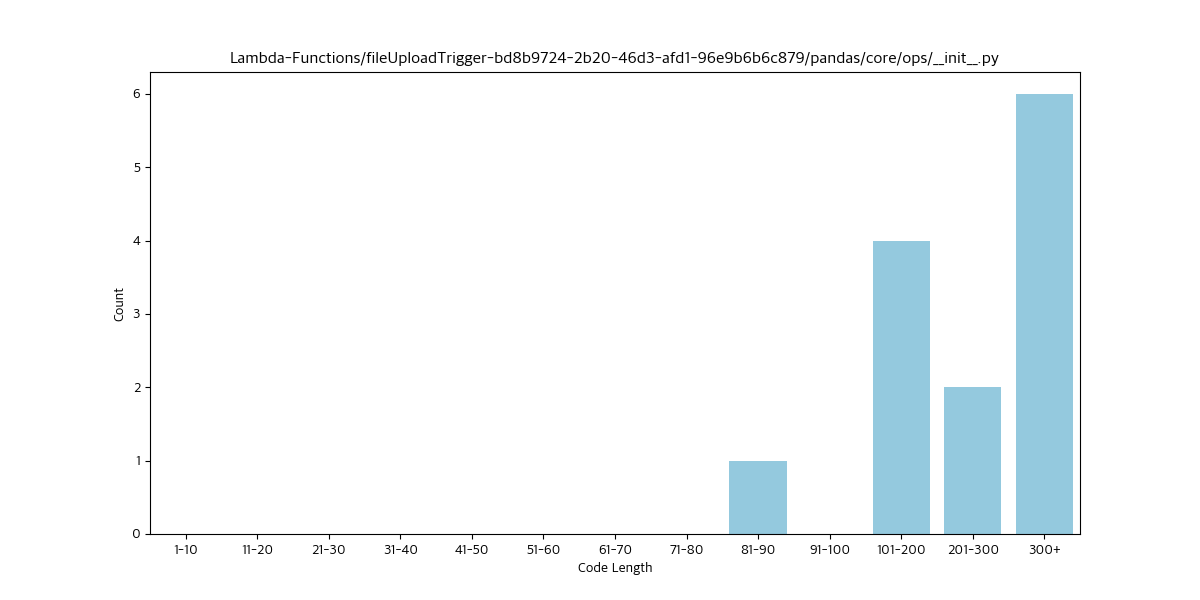 Lambda-Functions/fileUploadTrigger-bd8b9724-2b20-46d3-afd1-96e9b6b6c879/pandas/core/ops/__init__.py
6
5
4
3
2
1
0
Count
1-10 11-20 21-30 31-40 41-50 51-60 61-70 71-80 81-90 91-100 101-200 201-300 300+
Code Length